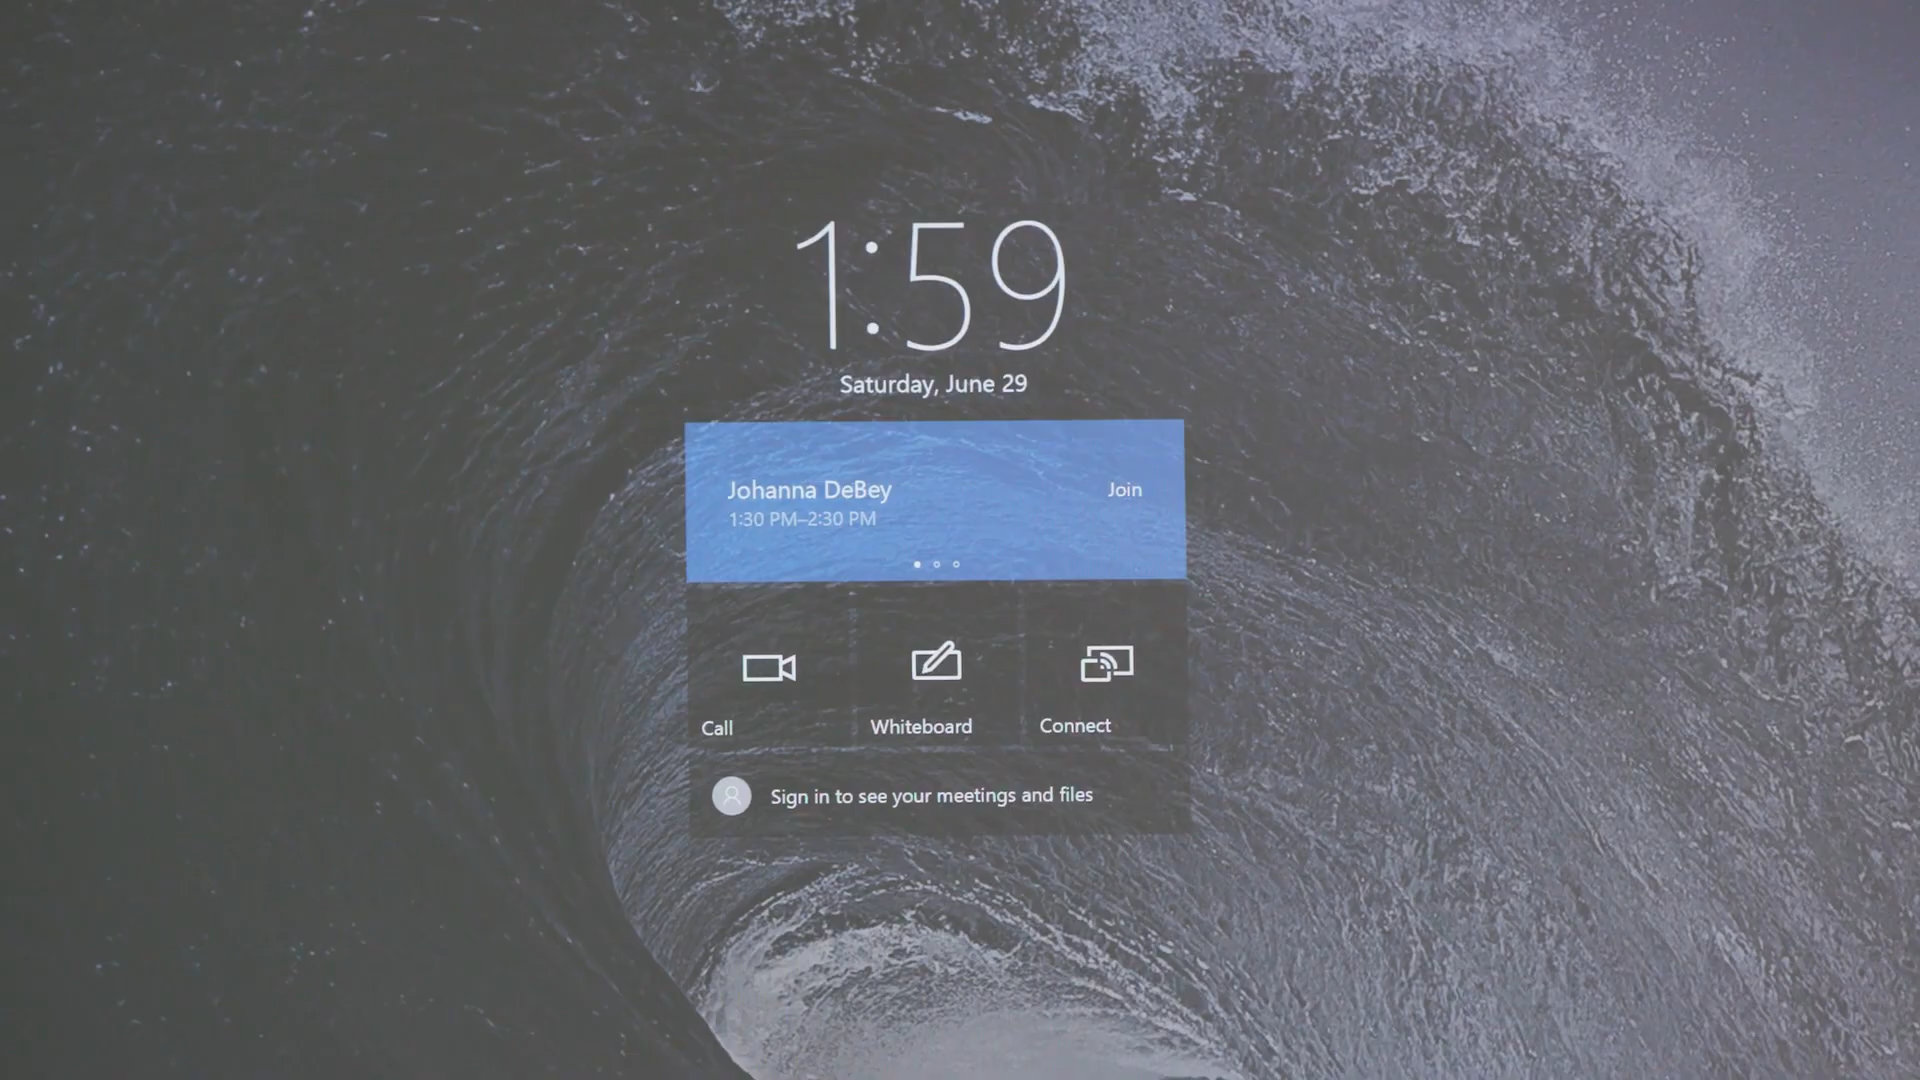 1:59
Saturday, June 29
Johanna DeBey
Join
1:30 PM–2:30 PM
Call
Whiteboard
Connect
Sign in to see your meetings and files